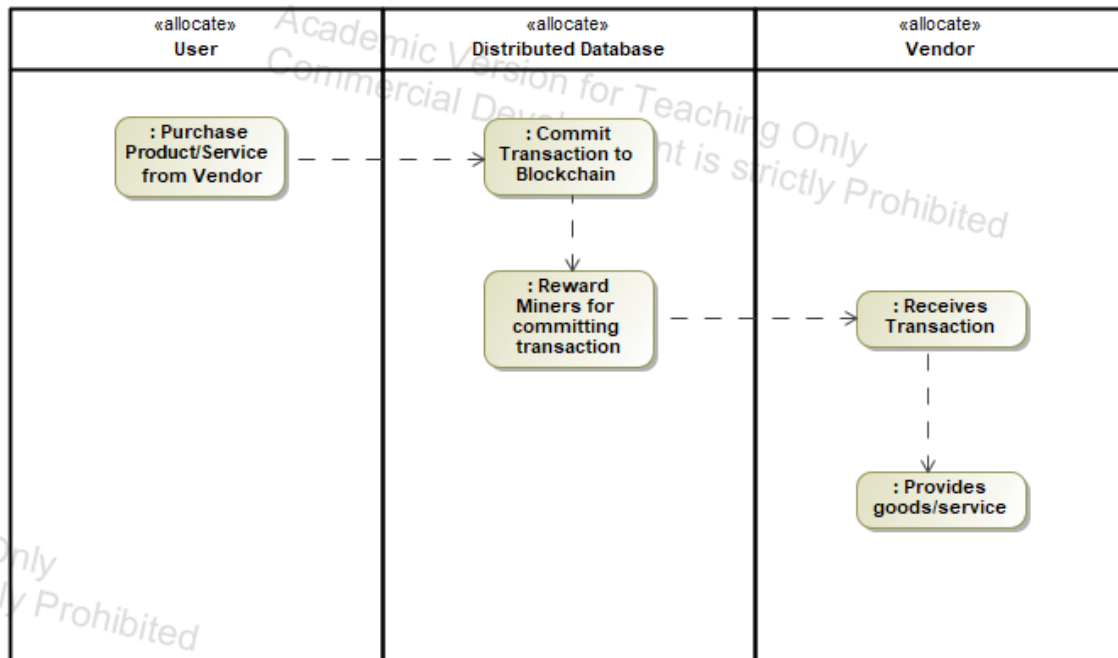 «allocate»
User
«allocate»
Distributed Database
«allocate»
Vendor
Academic Version for Teaching Only
Commercial Development is strictly Prohibited
: Purchase
Product/Service
from Vendor
: Commit
Transaction to
Blockchain
: Reward
Miners for
committing
transaction
: Receives
Transaction
: Provides
goods/service
Only
Prohibited